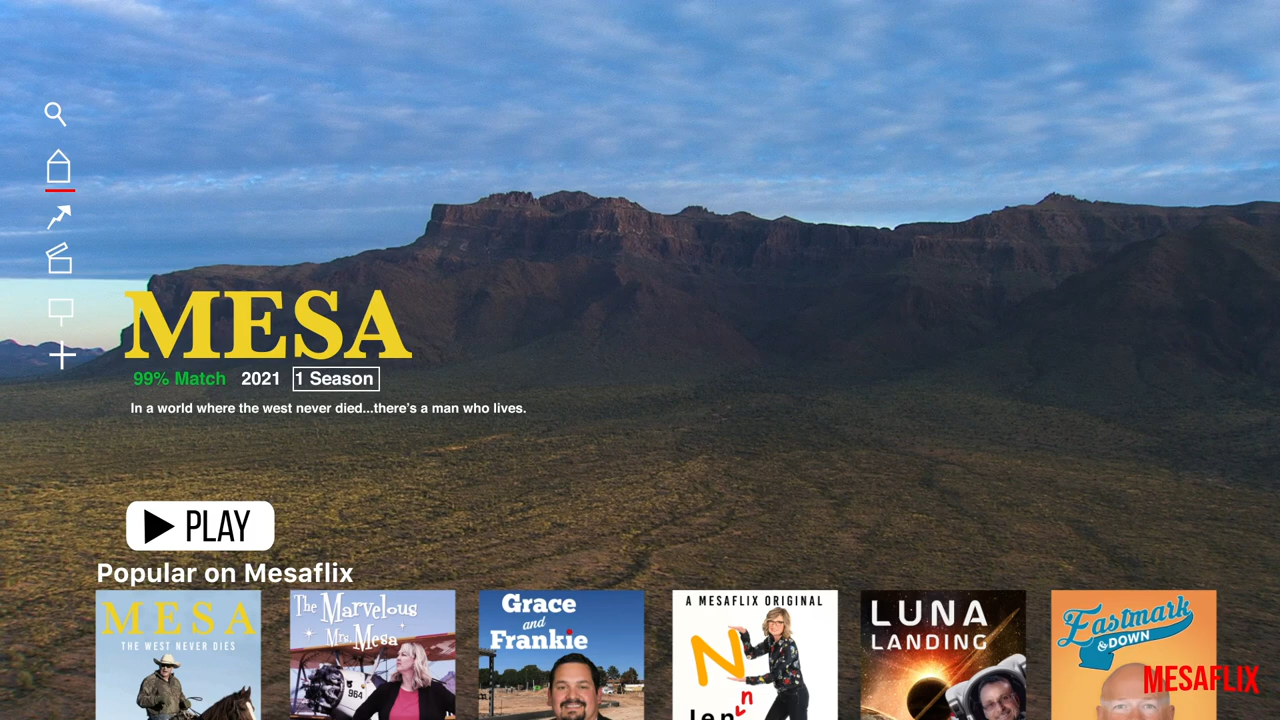 MESA
99% Match 2021 1 Season
In a world where the west never died...there's a man who lives.
PLAY
Popular on Mesaflix
MESA
THE WEST NEVER DIES
The Marvelous
Mrs. Mesa
964
Grace
and
Frankie
A MESAFLIX ORIGINAL
N
n
Jen
LUNA
LANDING
Eastmark
&DOWN
MESAFLIX